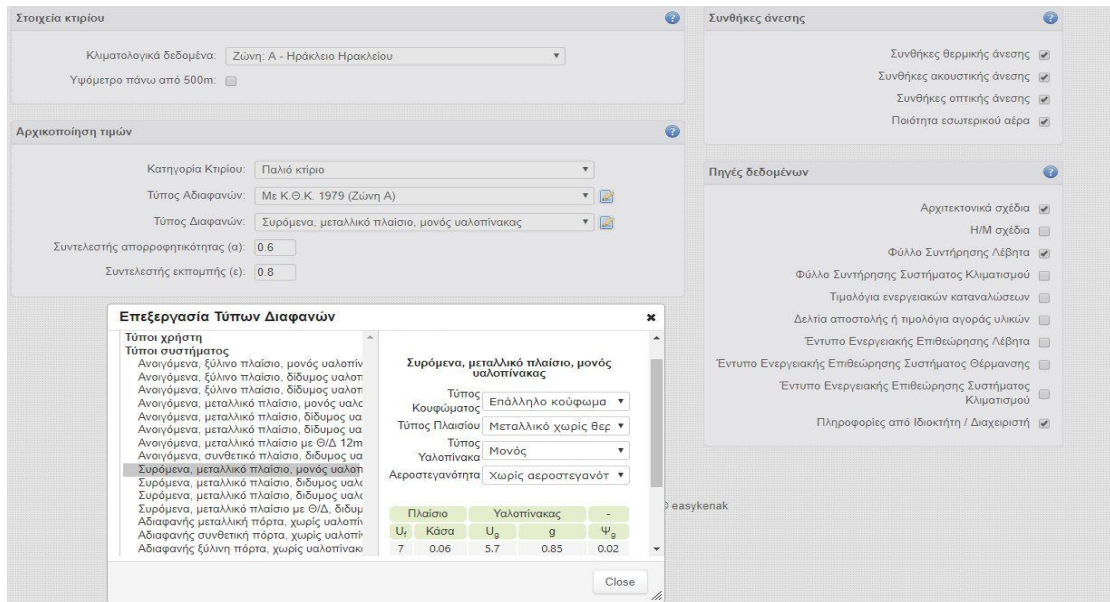 Στοιχεία κτιρίου
Κλιματολογικά δεδομένα: Ζώνη: Α - Ηράκλειο Ηρακλείου
Υψόμετρο πάνω από 500m:
Αρχικοποίηση τιμών
Κατηγορία Κτιρίου: Παλιό κτίριο
Τύπος Αδιαφανών: Με Κ.Θ.Κ. 1979 (Ζώνη Α)
Τύπος Διαφανών: Συρόμενα, μεταλλικό πλαίσιο, μονός υαλοπίνακας
Συντελεστής απορροφητικότητας (α): 0.6
Συντελεστής εκπομπής (ε): 0.8
Συνθήκες άνεσης
Συνθήκες θερμικής άνεσης
Συνθήκες ακουστικής άνεσης
Συνθήκες οπτικής άνεσης
Ποιότητα εσωτερικού αέρα
Πηγές δεδομένων
Αρχιτεκτονικά σχέδια
Η/Μ σχέδια
Φύλλο Συντήρησης Λέβητα
Φύλλο Συντήρησης Συστήματος Κλιματισμού
Τιμολόγια ενεργειακών καταναλώσεων
Δελτία αποστολής ή τιμολόγια αγοράς υλικών
Έντυπο Ενεργειακής Επιθεώρησης Λέβητα
Έντυπο Ενεργειακής Επιθεώρησης Συστήματος Θέρμανσης
Έντυπο Ενεργειακής Επιθεώρησης Συστήματος
Κλιματισμού
Πληροφορίες από Ιδιοκτήτη / Διαχειριστή
easykenak
Επεξεργασία Τύπων Διαφανών
Τύποι χρήστη
Τύποι συστήματος
Ανοιγόμενα, ξύλινο πλαίσιο, μονός υαλοπίν
Ανοιγόμενα, ξύλινο πλαίσιο, δίδυμος υαλοπ
Ανοιγόμενα, ξύλινο πλαίσιο, δίδυμος υαλοπ
Ανοιγόμενα, μεταλλικό πλαίσιο, μονός υαλο
Ανοιγόμενα, μεταλλικό πλαίσιο, δίδυμος υα
Ανοιγόμενα, μεταλλικό πλαίσιο, δίδυμος υα
Ανοιγόμενα, μεταλλικό πλαίσιο με Θ/Δ 12m
Ανοιγόμενα, συνθετικό πλαίσιο, διδυμος υα
Συρόμενα, μεταλλικό πλαίσιο, μονός υαλοπ
Συρόμενα, μεταλλικό πλαίσιο, διδυμος υαλο
Συρόμενα, μεταλλικό πλαίσιο, διδυμος υαλο
Συρόμενα, μεταλλικό πλαίσιο με Θ/Δ, διδυμ
Αδιαφανής μεταλλική πόρτα, χωρίς υαλοπίν
Αδιαφανής συνθετική πόρτα, χωρίς υαλοπίν
Αδιαφανής ξύλινη πόρτα, χωρίς υαλοπίνακ
Συρόμενα, μεταλλικό πλαίσιο, μονός
υαλοπίνακας
Τύπος
Κουφώματος Επάλληλο κούφωμα
Τύπος Πλαισίου Μεταλλικό χωρίς θερ
Τύπος
Υαλοπίνακα Μονός
Αεροστεγανότητα Χωρίς αεροστεγανότ
Πλαίσιο Υαλοπίνακας -
Uf Κάσα Ug g Ψg
7 0.06 5.7 0.85 0.02
Close